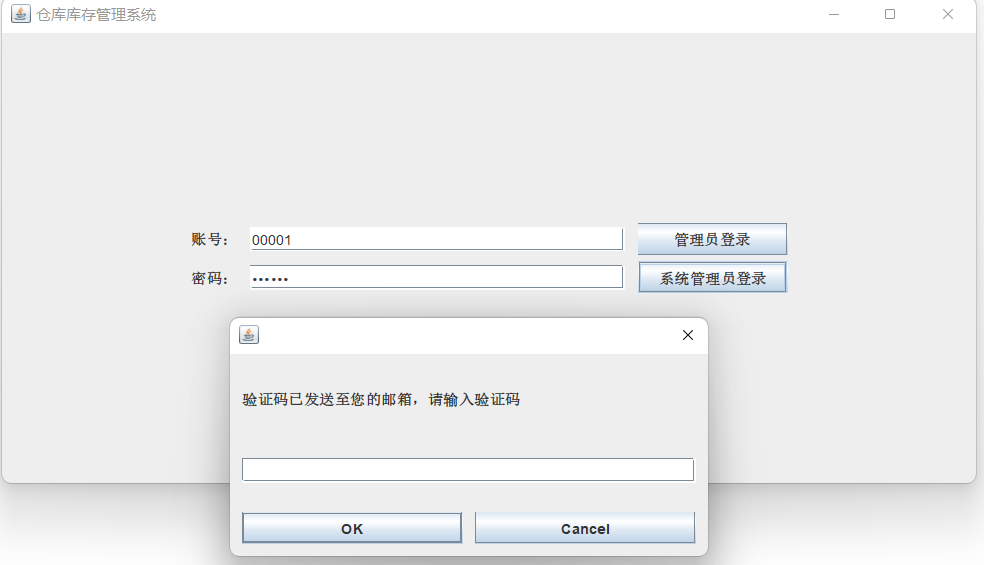 仓库库存管理系统
账号： 00001 管理员登录
密码： •••••• 系统管理员登录
验证码已发送至您的邮箱，请输入验证码
OK Cancel